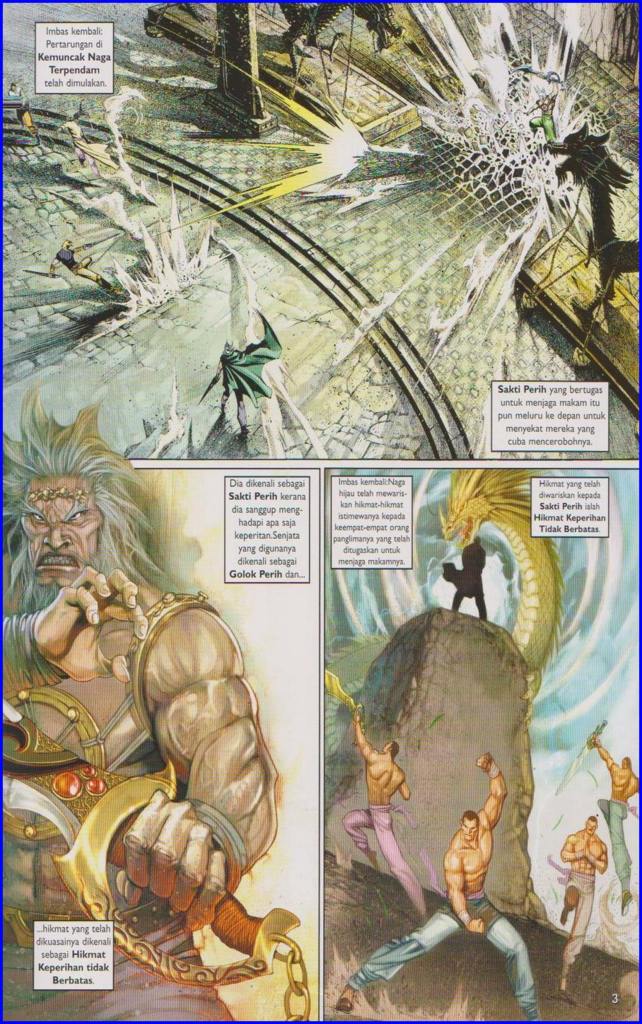 Imbas kembali:
Pertarungan di
Kemuncak Naga
Terpendam
telah dimulakan.
Sakti Perih yang bertugas
untuk menjaga makam itu
pun meluru ke depan untuk
menyekat mereka yang
cuba mencerobohnya.
Dia dikenali sebagai
Sakti Perih kerana
dia sanggup meng-
hadapi apa saja
keperitan.Senjata
yang digunanya
dikenali sebagai
Golok Perih dan...
...hikmat yang telah
dikuasainya dikenali
sebagai Hikmat
Keperihan tidak
Berbatas.
Imbas kembali:Naga
hijau telah mewaris-
kan hikmat-hikmat
istimewanya kepada
keempat-empat orang
panglimanya yang telah
ditugaskan untuk
menjaga makamnya.
Hikmat yang telah
diwariskan kepada
Sakti Perih ialah
Hikmat Keperihan
Tidak Berbatas.
3